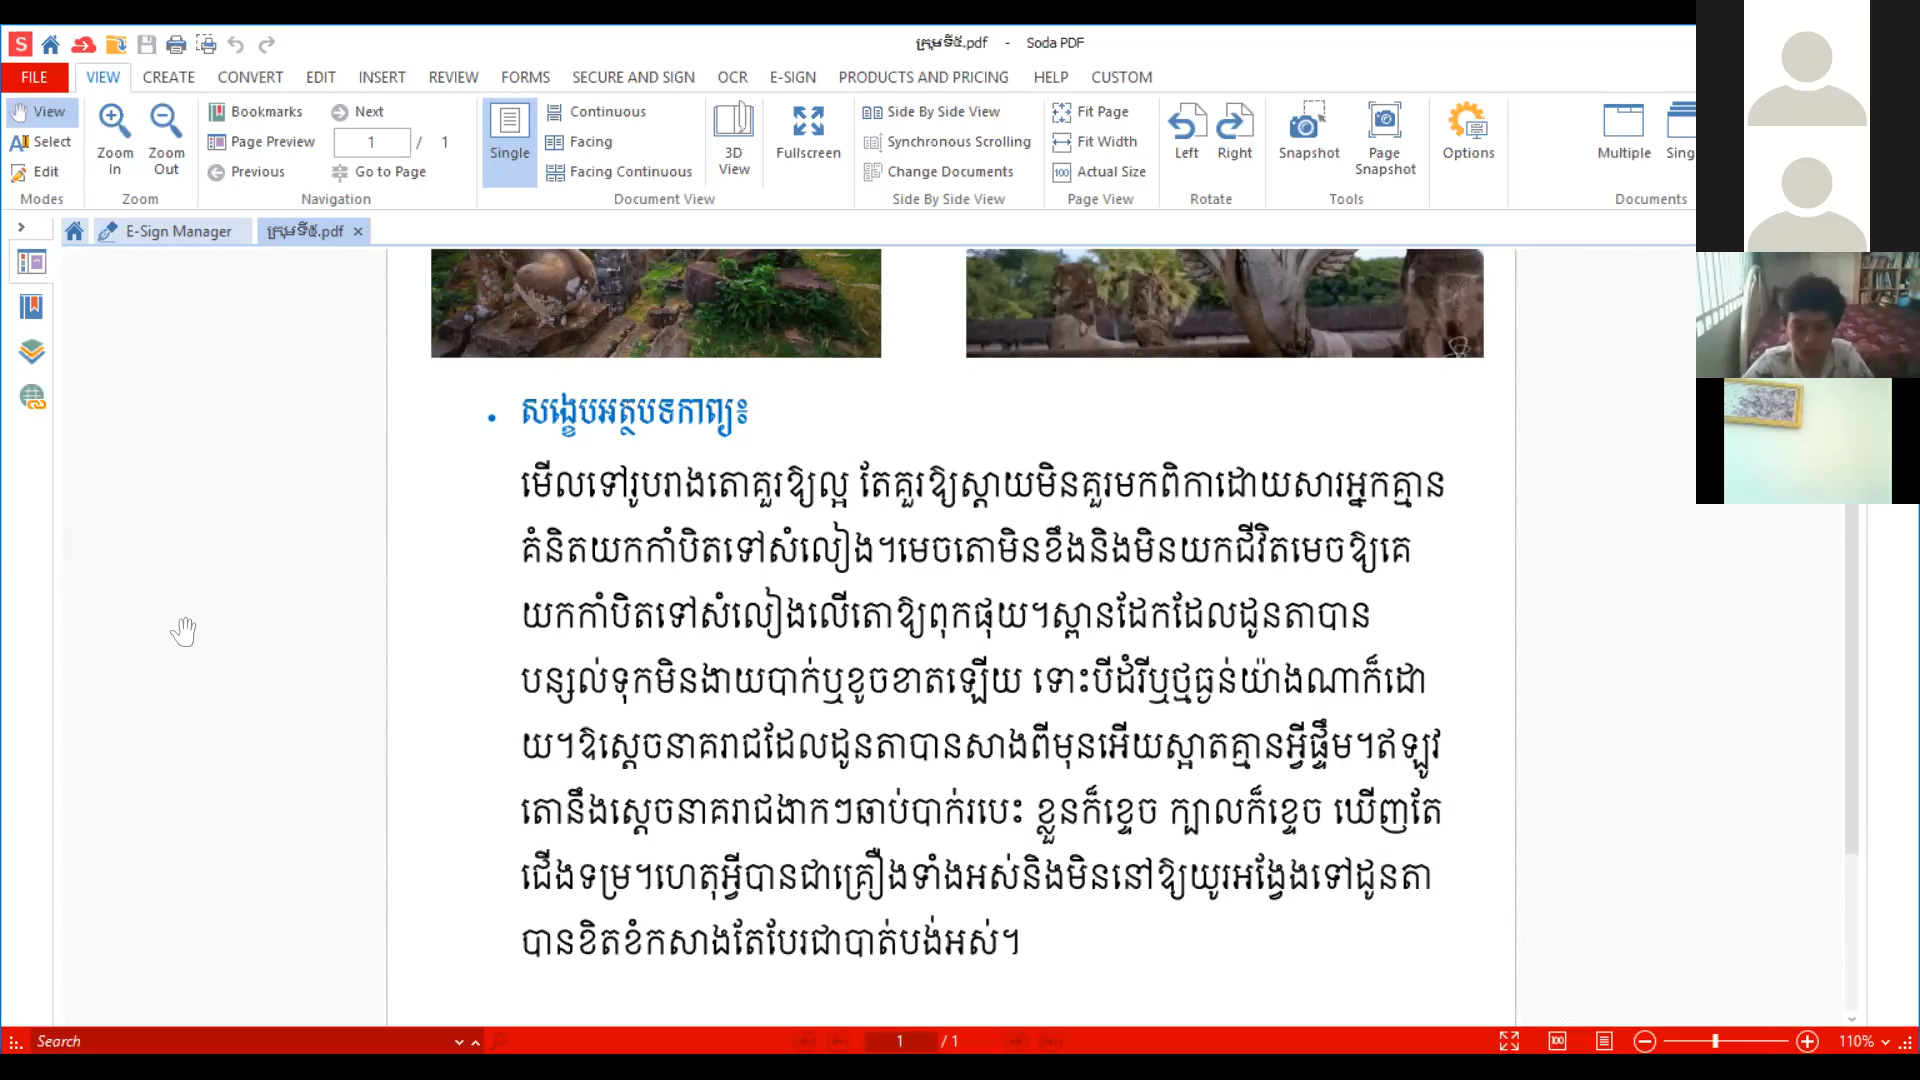 ក្រុមទី៥.pdf - Soda PDF
FILE VIEW CREATE CONVERT EDIT INSERT REVIEW FORMS SECURE AND SIGN OCR E-SIGN PRODUCTS AND PRICING HELP CUSTOM
View Bookmarks Next Continuous Side By Side View Fit Page
Select Page Preview 1 / 1 Facing Synchronous Scrolling Fit Width
Edit Previous Go to Page Facing Continuous Change Documents 100 Actual Size
Zoom In Zoom Out Single 3D View Fullscreen Left Right Snapshot Page Snapshot Options Multiple
Modes Zoom Navigation Document View Side By Side View Page View Rotate Tools Documents
E-Sign Manager ក្រុមទី៥.pdf
• សង្ខេបអត្ថបទកាព្យ៖
មើលទៅរូបរាងតោគួរឱ្យល្អ តែគួរឱ្យស្ដាយមិនគួរមកពិកាដោយសារអ្នកគ្មាន
គំនិតយកកាំបិតទៅសំលៀង។មេចតោមិនខឹងនិងមិនយកជីវិតមេចឱ្យគេ
យកកាំបិតទៅសំលៀងលើតោឱ្យពុកផុយ។ស្ពានដែកដែលដូនតាបាន
បន្សល់ទុកមិនងាយបាក់ឬខូចខាតឡើយ ទោះបីដំរីឬថ្មធ្ងន់យ៉ាងណាក៏ដោ
យ។ឱស្ដេចនាគរាជដែលដូនតាបានសាងពីមុនអើយស្អាតគ្មានអ្វីផ្ទឹម។ឥឡូវ
តោនឹងស្ដេចនាគរាជងាកៗឆាប់បាក់របេះ ខ្លួនក៏ខ្ទេច ក្បាលក៏ខ្ទេច ឃើញតែ
ជើងទម្រ។ហេតុអ្វីបានជាគ្រឿងទាំងអស់និងមិននៅឱ្យយូរអង្វែងទៅដូនតា
បានខិតខំកសាងតែបែរជាបាត់បង់អស់។
Search 1 / 1 100 110%